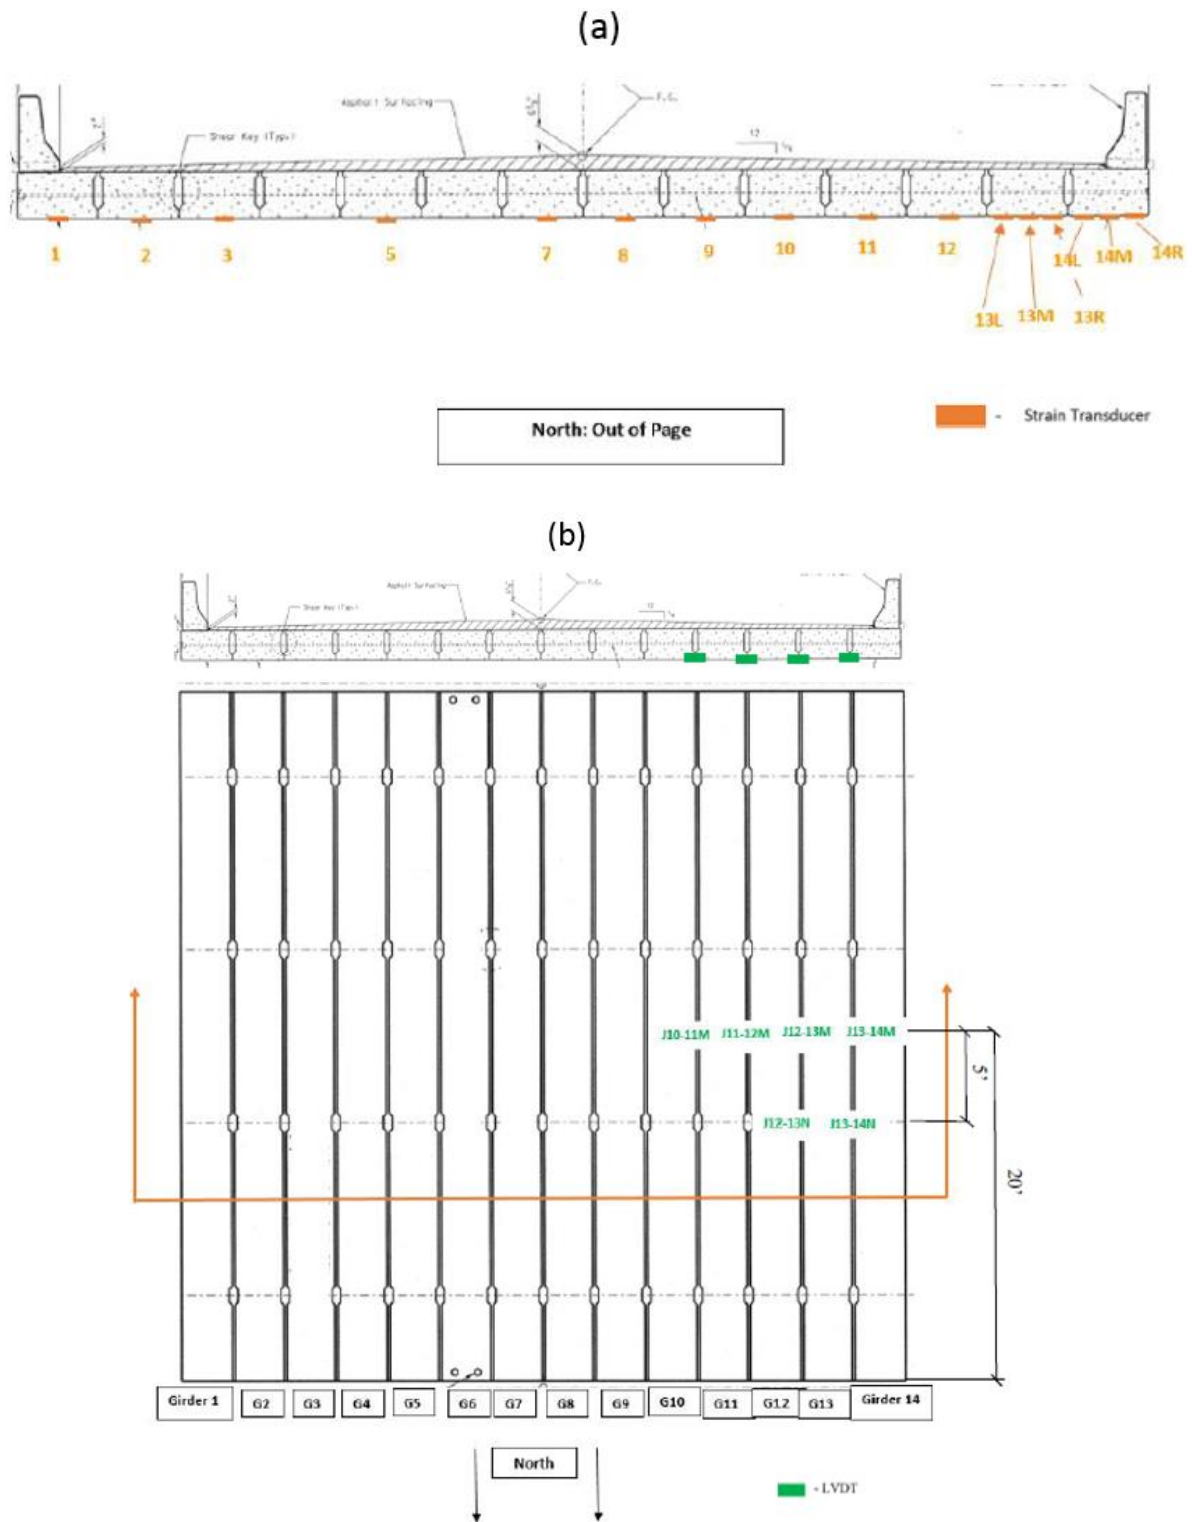 (a)
Asphalt Surfacing
F.G.
2"
Shear Key (Typ.)
12
1 2 3 5 7 8 9 10 11 12 14L 14M 14R
13L 13M 13R
North: Out of Page
- Strain Transducer
(b)
Asphalt Surfacing
F.G.
2"
Shear Key (Typ.)
12
J10-11M J11-12M J12-13M J13-14M
5'
J12-13N J13-14N
20'
Girder 1 G2 G3 G4 G5 G6 G7 G8 G9 G10 G11 G12 G13 Girder 14
North
- LVDT